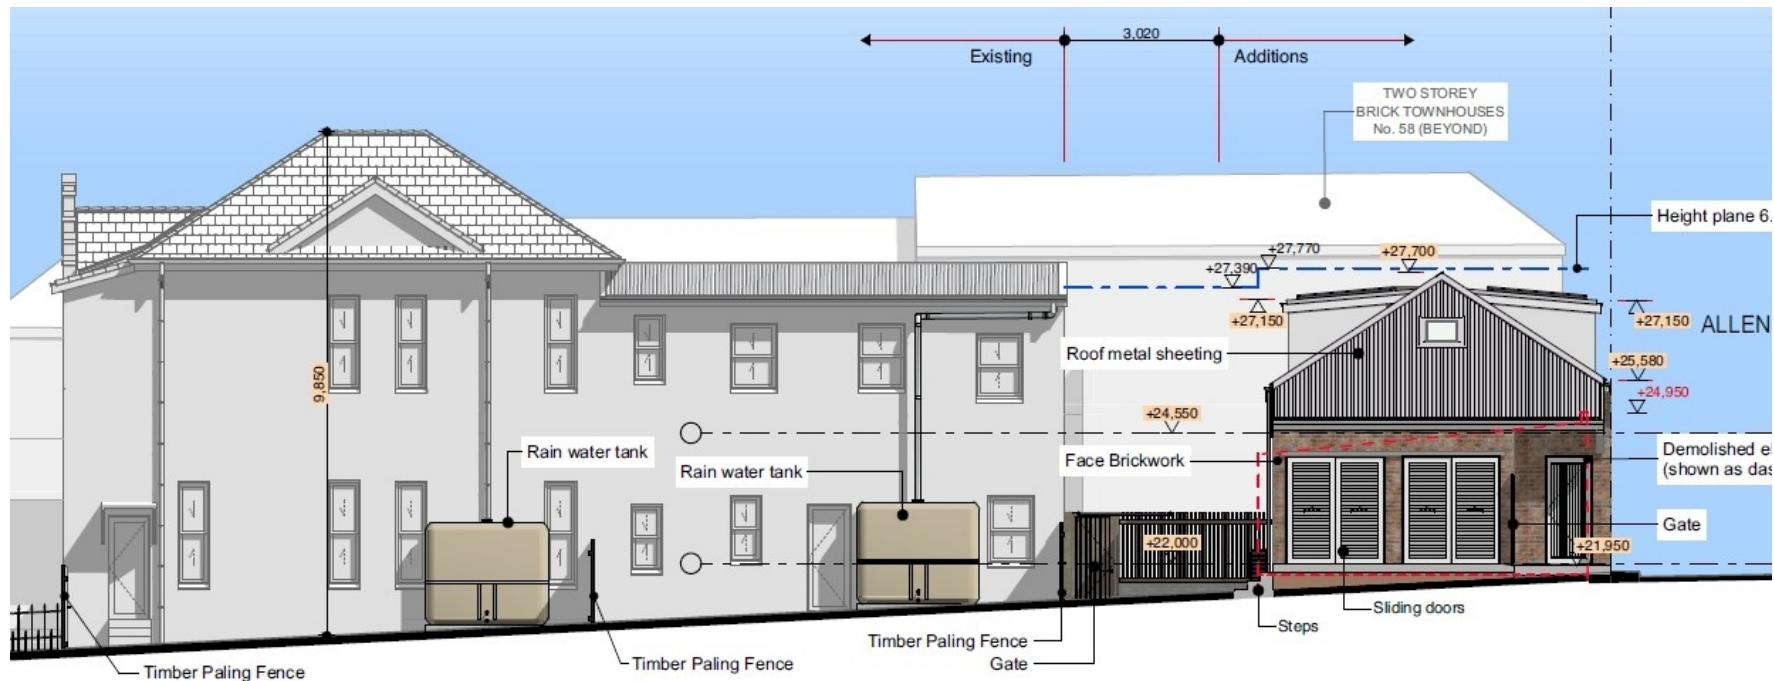 3,020
Existing
Additions
TWO STOREY
BRICK TOWNHOUSES
No. 58 (BEYOND)
Height plane 6.
+27,770
+27,700
+27,390
+27,150
+27,150
ALLEN
Roof metal sheeting
+25,580
+24,950
9,850
+24,550
Rain water tank
Rain water tank
Face Brickwork
Demolished el
(shown as das
Gate
+22,000
+21,950
Sliding doors
Steps
Timber Paling Fence
Gate
Timber Paling Fence
Timber Paling Fence